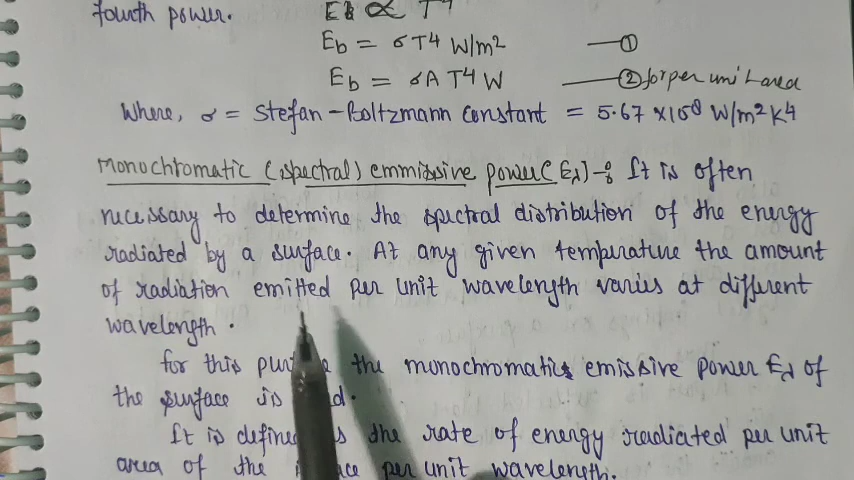 fourth power. Eb ∝ T4
Eb = σT4 W/m2 —①
Eb = σA T4 W —② for per unit area
Where, σ = Stefan-Boltzmann constant = 5.67 ×108 W/m2K4
Monochromatic (spectral) emmissive power(Eλ)-: It is often
necessary to determine the spectral distribution of the energy
radiated by a surface. At any given temperature the amount
of radiation emitted per unit wavelength varies at different
wavelength.
for this the monochromatic emissive power Eλ of
the surface is
It is the rate of energy radiated per unit
area of the per unit wavelength.